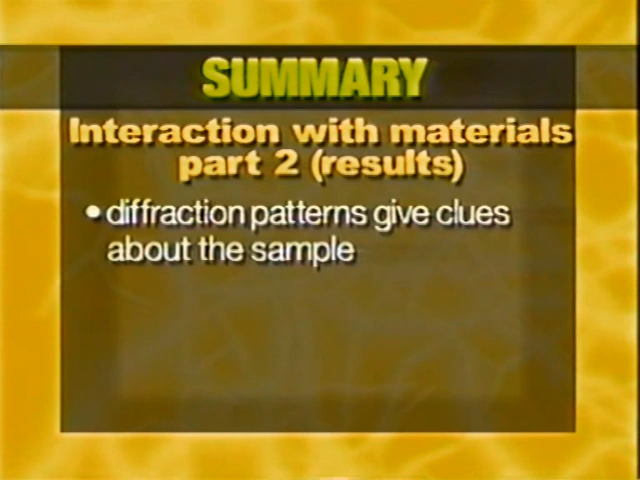 SUMMARY
Interaction with materials
part 2 (results)
• diffraction patterns give clues
about the sample